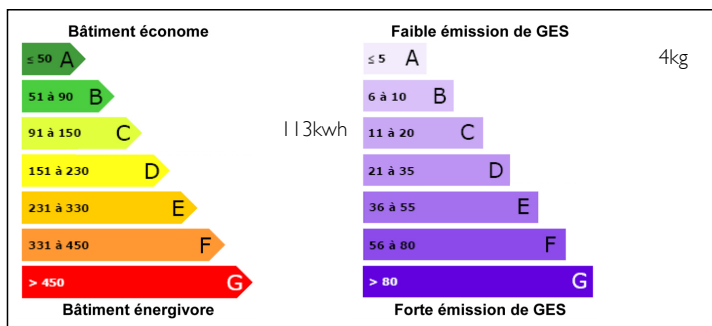 Bâtiment économe
≤ 50 A
51 à 90 B
91 à 150 C
113kwh
151 à 230 D
231 à 330 E
331 à 450 F
> 450 G
Bâtiment énergivore
Faible émission de GES
≤ 5 A
4kg
6 à 10 B
11 à 20 C
21 à 35 D
36 à 55 E
56 à 80 F
> 80 G
Forte émission de GES